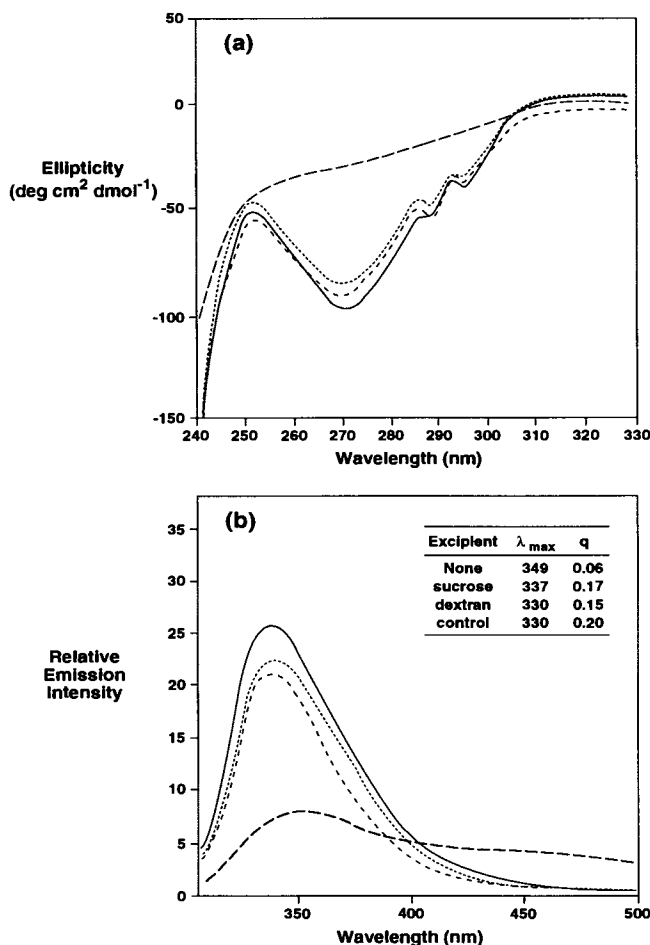 (a)
-50
0
Ellipticity
(deg cm² dmol⁻¹)
-50
-100
-150
240 250 260 270 280 290 300 310 320 330
Wavelength (nm)
(b)
35
30
25
Relative
Emission
Intensity
20
15
10
5
0
Excipient λ max q
None 349 0.06
sucrose 337 0.17
dextran 330 0.15
control 330 0.20
350 400 450 500
Wavelength (nm)